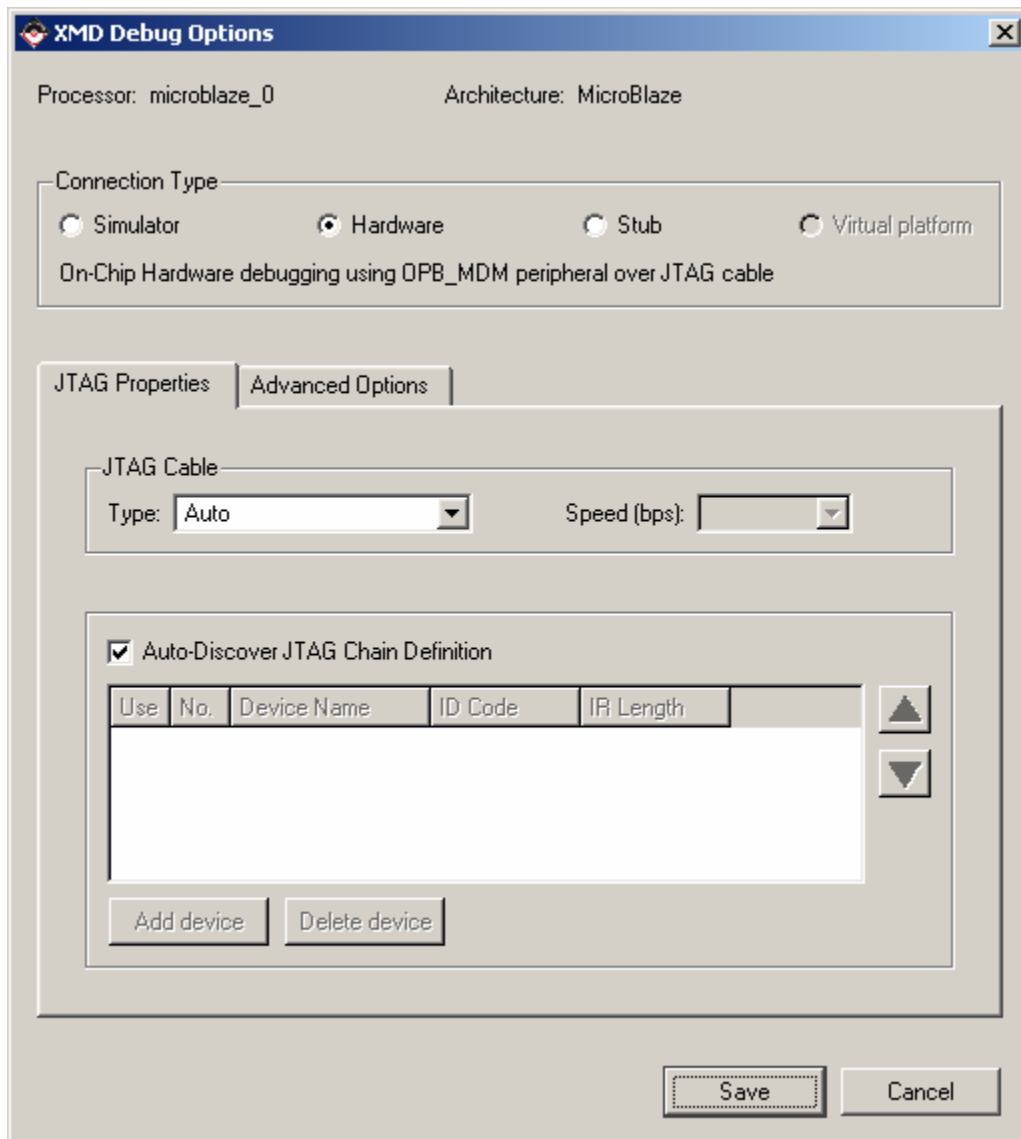 XMD Debug Options
Processor: microblaze_0 Architecture: MicroBlaze
Connection Type
Simulator Hardware Stub Virtual platform
On-Chip Hardware debugging using OPB_MDM peripheral over JTAG cable
JTAG Properties Advanced Options
JTAG Cable
Type: Auto Speed (bps):
Auto-Discover JTAG Chain Definition
Use No. Device Name ID Code IR Length
Add device Delete device
Save Cancel